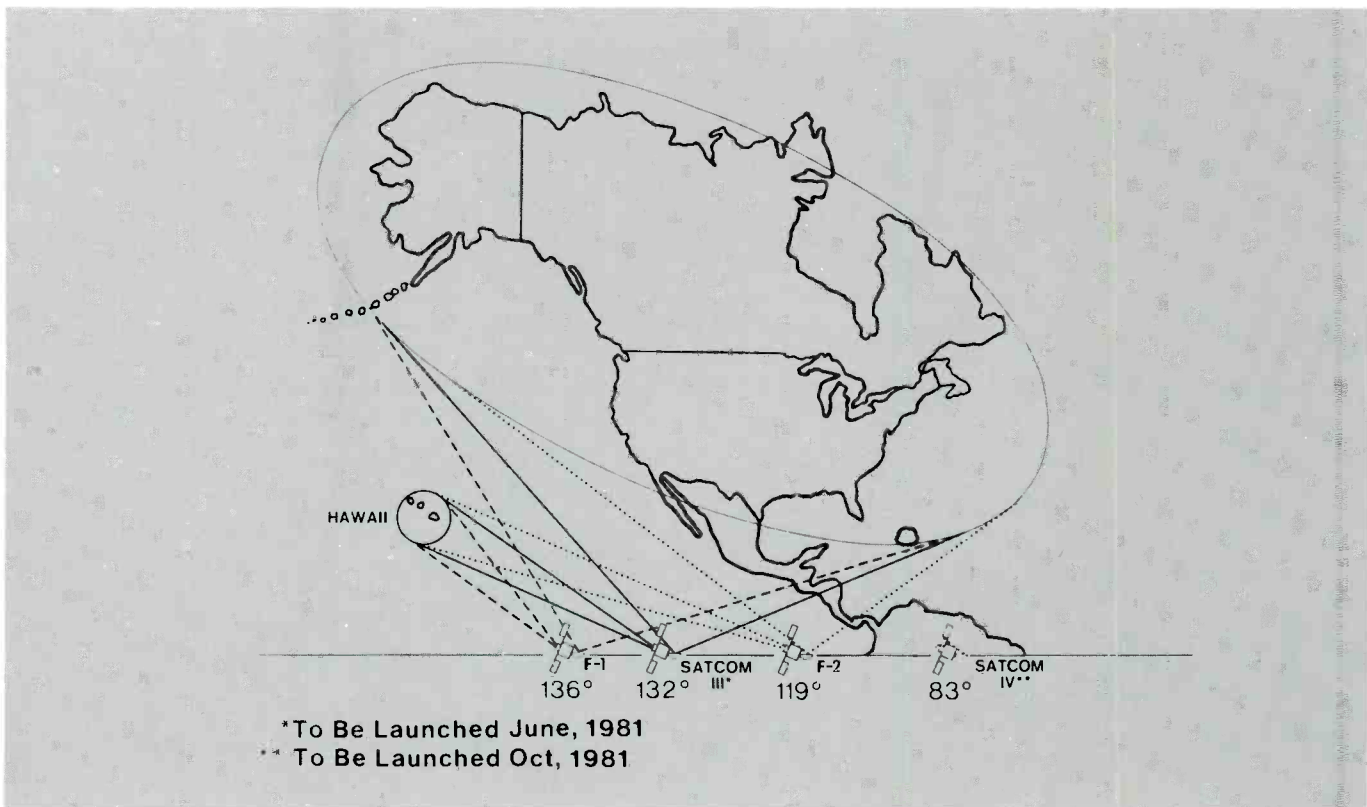 HAWAII
F-1
SATCOM
III*
F-2
SATCOM
IV**
136°
132°
119°
83°
*To Be Launched June, 1981
** To Be Launched Oct, 1981